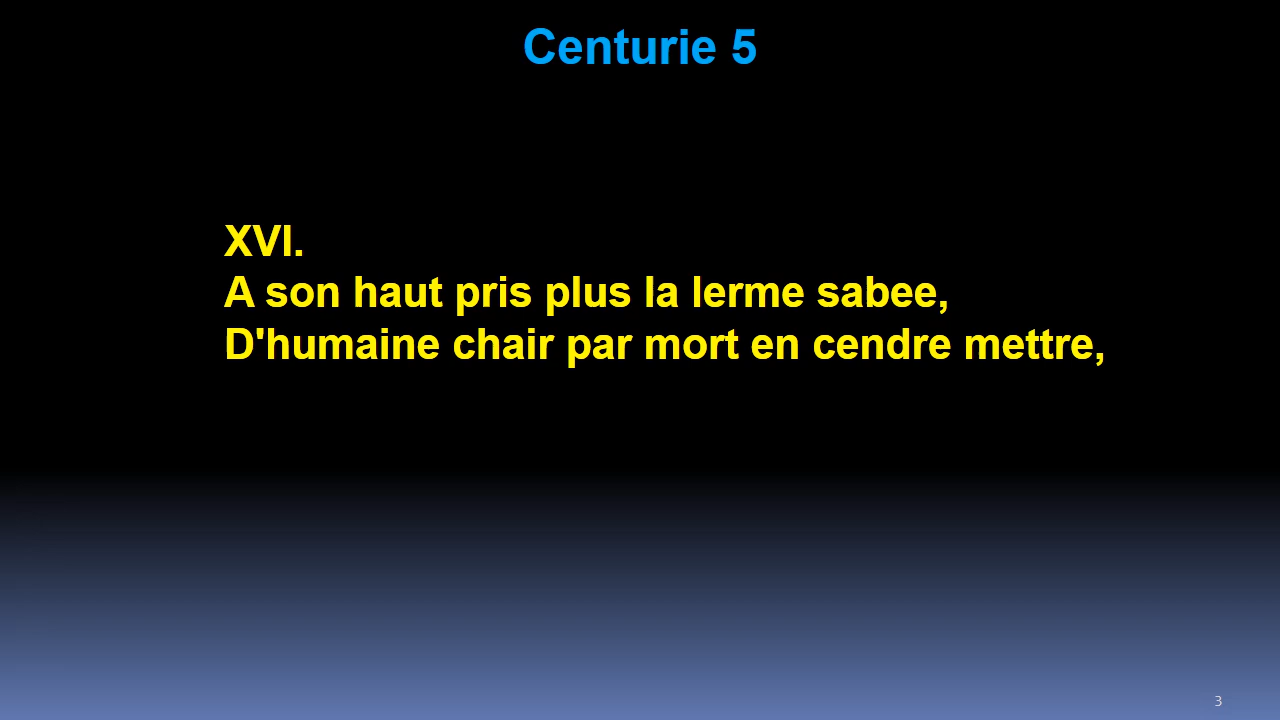 Centurie 5
XVI.
A son haut pris plus la lerme sabee,
D'humaine chair par mort en cendre mettre,
3